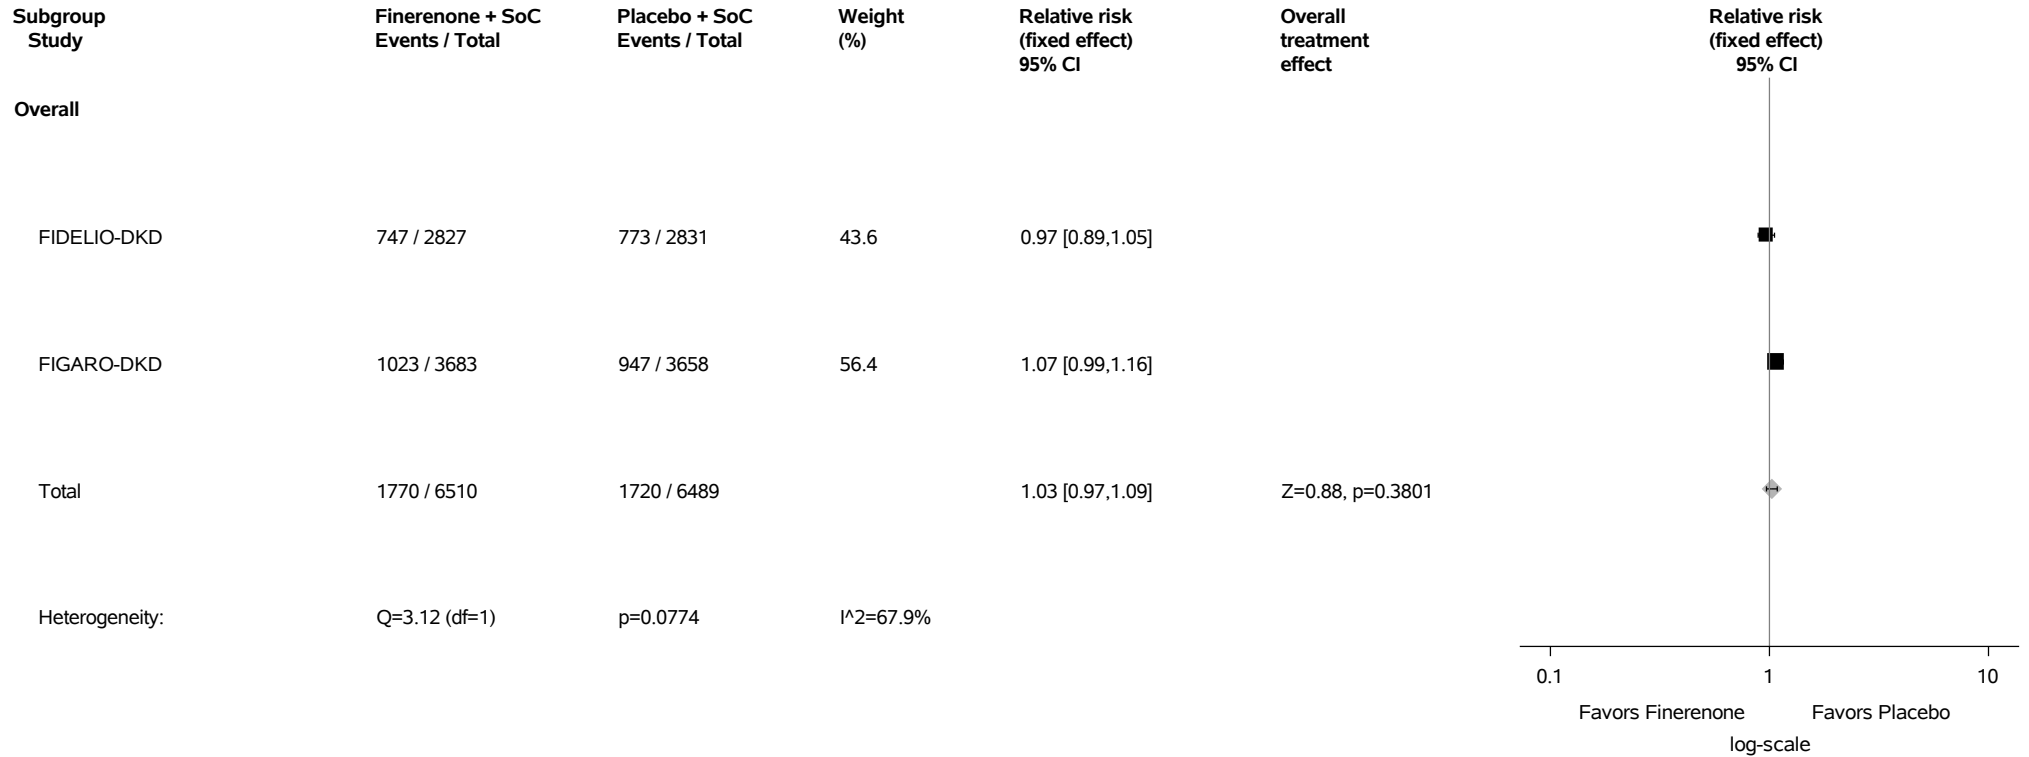 Subgroup Finerenone + SoC Placebo + SoC Weight Relative risk Overall Relative risk
Study Events / Total Events / Total (%) (fixed effect) treatment (fixed effect)
95% CI effect 95% CI
Overall
FIDELIO-DKD 747 / 2827 773 / 2831 43.6 0.97 [0.89,1.05]
FIGARO-DKD 1023 / 3683 947 / 3658 56.4 1.07 [0.99,1.16]
Total 1770 / 6510 1720 / 6489 1.03 [0.97,1.09] Z=0.88, p=0.3801
Heterogeneity: Q=3.12 (df=1) p=0.0774 I^2=67.9%
0.1 1 10
Favors Finerenone Favors Placebo
log-scale